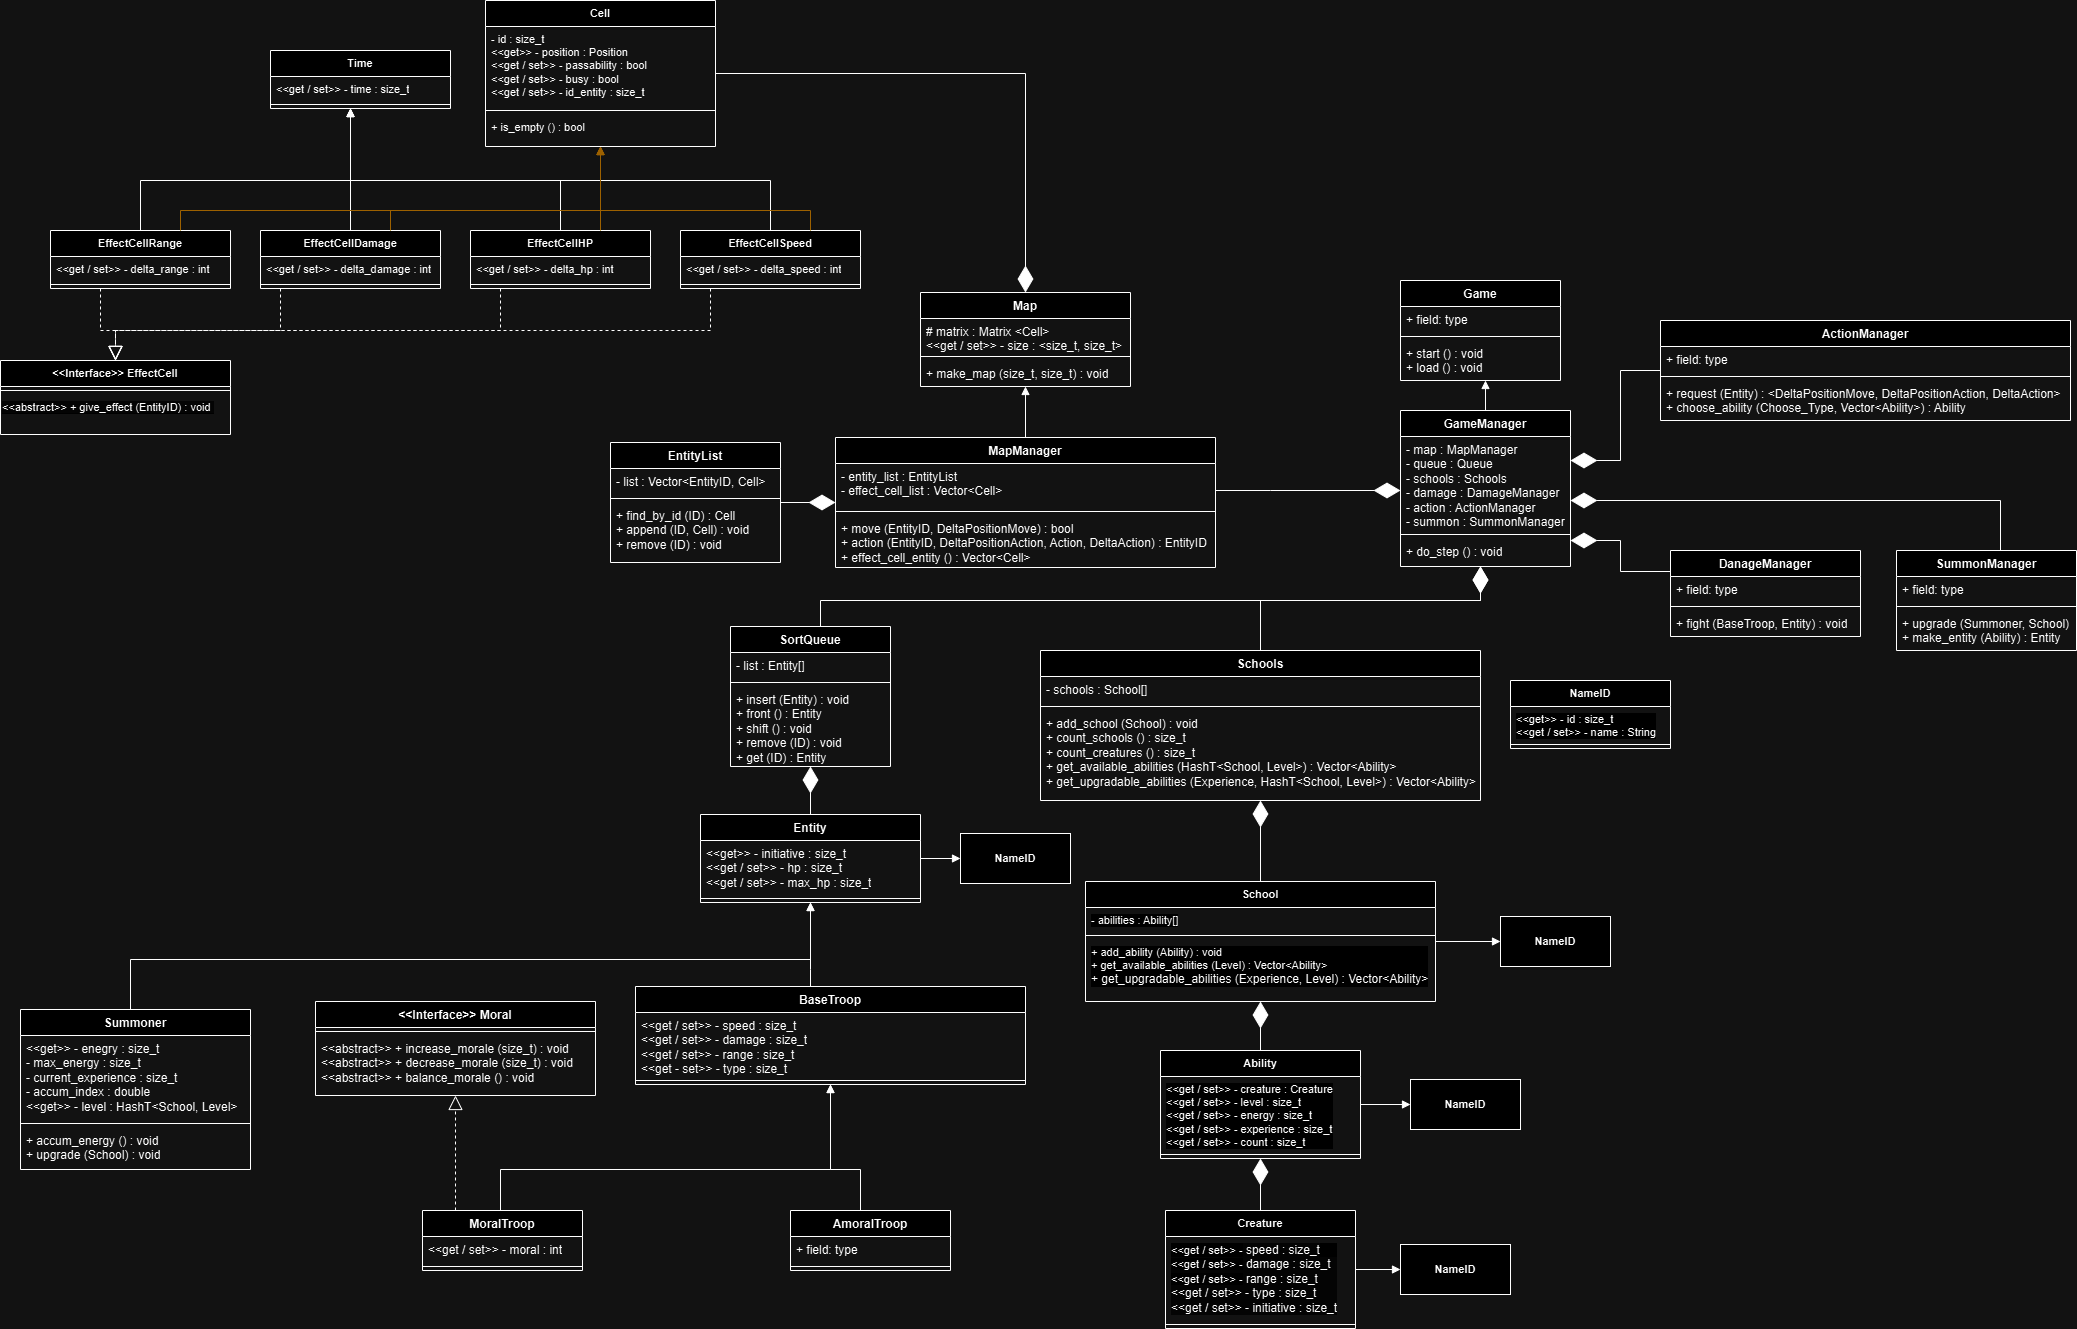 Cell
- id : size_t
<<get>> - position : Position
<<get / set>> - passability : bool
<<get / set>> - busy : bool
<<get / set>> - id_entity : size_t
+ is_empty () : bool
Time
<<get / set>> - time : size_t
EffectCellRange
<<get / set>> - delta_range : int
EffectCellDamage
<<get / set>> - delta_damage : int
EffectCellHP
<<get / set>> - delta_hp : int
EffectCellSpeed
<<get / set>> - delta_speed : int
<<Interface>> EffectCell
<<abstract>> + give_effect (EntityID) : void
Map
# matrix : Matrix <Cell>
<<get / set>> - size : <size_t, size_t>
+ make_map (size_t, size_t) : void
Game
+ field: type
+ start () : void
+ load () : void
ActionManager
+ field: type
+ request (Entity) : <DeltaPositionMove, DeltaPositionAction, DeltaAction>
+ choose_ability (Choose_Type, Vector<Ability>) : Ability
EntityList
- list : Vector<EntityID, Cell>
+ find_by_id (ID) : Cell
+ append (ID, Cell) : void
+ remove (ID) : void
MapManager
- entity_list : EntityList
- effect_cell_list : Vector<Cell>
+ move (EntityID, DeltaPositionMove) : bool
+ action (EntityID, DeltaPositionAction, Action, DeltaAction) : EntityID
+ effect_cell_entity () : Vector<Cell>
GameManager
- map : MapManager
- queue : Queue
- schools : Schools
- damage : DamageManager
- action : ActionManager
- summon : SummonManager
+ do_step () : void
DanageManager
+ field: type
+ fight (BaseTroop, Entity) : void
SummonManager
+ field: type
+ upgrade (Summoner, School)
+ make_entity (Ability) : Entity
SortQueue
- list : Entity[]
+ insert (Entity) : void
+ front () : Entity
+ shift () : void
+ remove (ID) : void
+ get (ID) : Entity
Schools
- schools : School[]
+ add_school (School) : void
+ count_schools () : size_t
+ count_creatures () : size_t
+ get_available_abilities (HashT<School, Level>) : Vector<Ability>
+ get_upgradable_abilities (Experience, HashT<School, Level>) : Vector<Ability>
NameID
<<get>> - id : size_t
<<get / set>> - name : String
Entity
<<get>> - initiative : size_t
<<get / set>> - hp : size_t
<<get / set>> - max_hp : size_t
NameID
School
- abilities : Ability[]
+ add_ability (Ability) : void
+ get_available_abilities (Level) : Vector<Ability>
+ get_upgradable_abilities (Experience, Level) : Vector<Ability>
NameID
Summoner
<<get>> - enegry : size_t
- max_energy : size_t
- current_experience : size_t
- accum_index : double
<<get>> - level : HashT<School, Level>
+ accum_energy () : void
+ upgrade (School) : void
<<Interface>> Moral
<<abstract>> + increase_morale (size_t) : void
<<abstract>> + decrease_morale (size_t) : void
<<abstract>> + balance_morale () : void
BaseTroop
<<get / set>> - speed : size_t
<<get / set>> - damage : size_t
<<get / set>> - range : size_t
<<get - set>> - type : size_t
Ability
<<get / set>> - creature : Creature
<<get / set>> - level : size_t
<<get / set>> - energy : size_t
<<get / set>> - experience : size_t
<<get / set>> - count : size_t
NameID
MoralTroop
<<get / set>> - moral : int
AmoralTroop
+ field: type
Creature
<<get / set>> - speed : size_t
<<get / set>> - damage : size_t
<<get / set>> - range : size_t
<<get / set>> - type : size_t
<<get / set>> - initiative : size_t
NameID